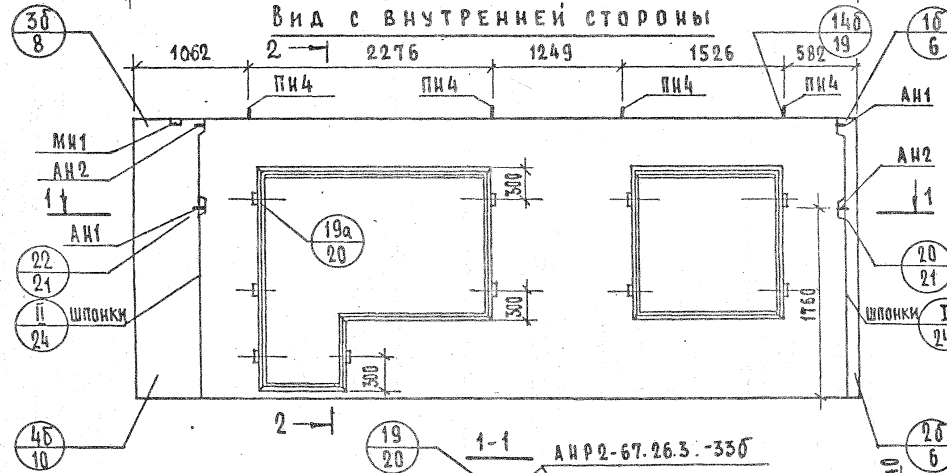 ВИД С ВНУТРЕННЕЙ СТОРОНЫ
3б
8
14б
19
1б
6
2
1062
2276
1249
1526
582
ПН4
ПН4
ПН4
ПН4
АН1
МН1
АН2
АН2
1
1
300
АН1
19а
20
22
21
20
21
II
24
ШПОНКИ
300
1760
ШПОНКИ
I
24
300
2
4б
10
19
20
1-1
АНР2-67.26.3.-33б
2б
6